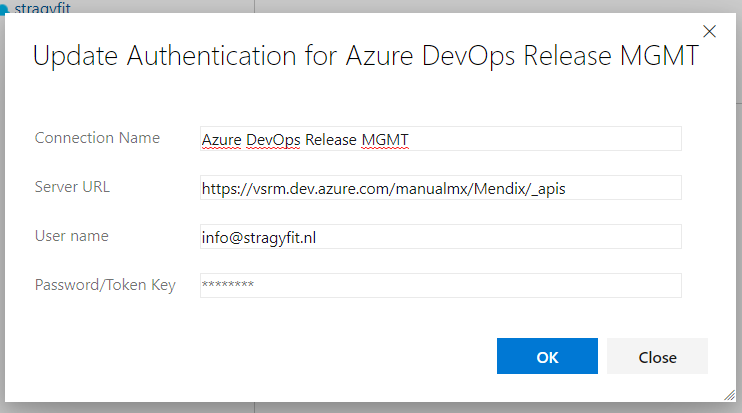 stragyfit
Update Authentication for Azure DevOps Release MGMT
Connection Name
Azure DevOps Release MGMT
Server URL
https://vsrm.dev.azure.com/manualmx/Mendix/_apis
User name
info@stragyfit.nl
Password/Token Key
********
OK
Close